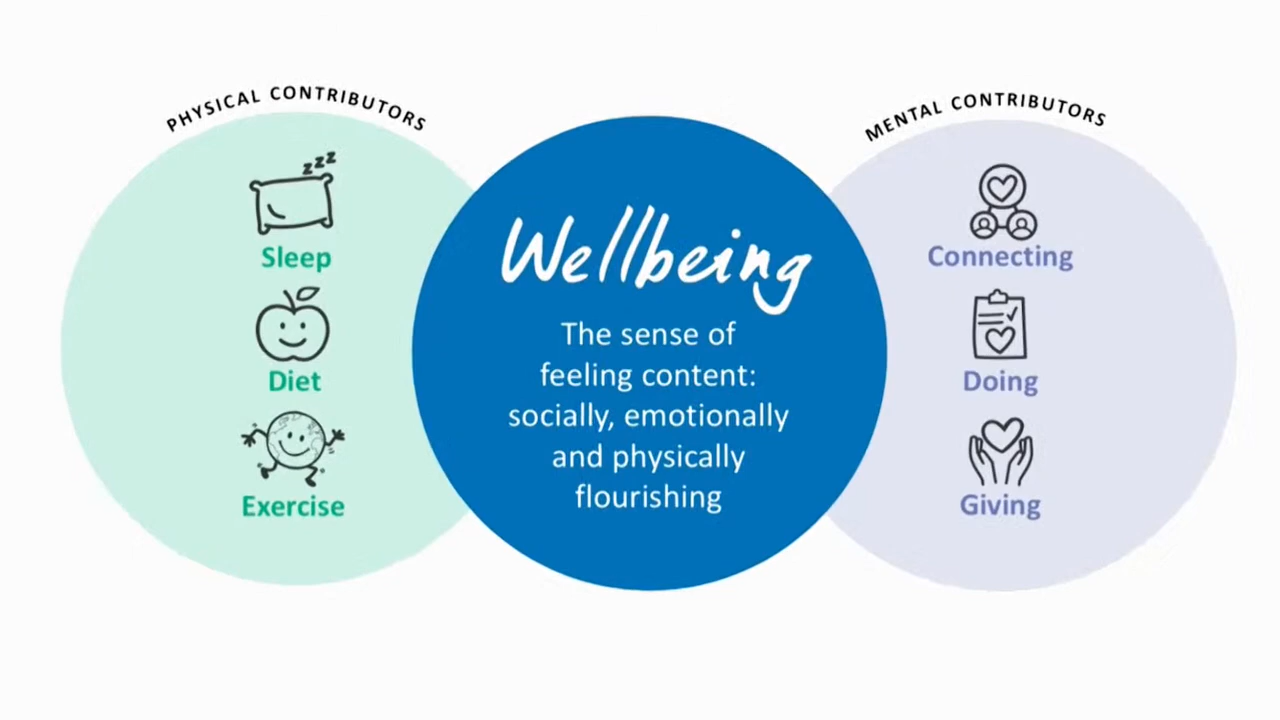 PHYSICAL CONTRIBUTORS
zzz
Sleep
Diet
Exercise
Wellbeing
The sense of
feeling content:
socially, emotionally
and physically
flourishing
MENTAL CONTRIBUTORS
Connecting
Doing
Giving